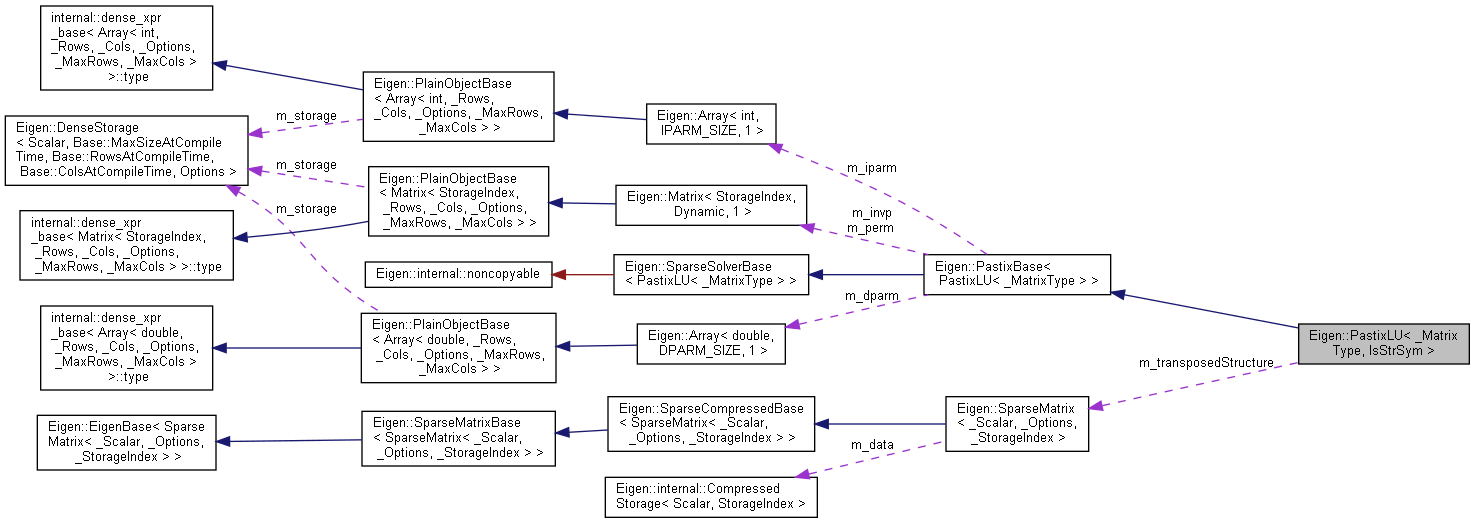 internal::dense_xpr
_base< Array< int,
_Rows, _Cols, _Options,
_MaxRows, _MaxCols >
>::type
Eigen::PlainObjectBase
< Array< int, _Rows,
_Cols, _Options, _MaxRows,
_MaxCols > >
m_storage
Eigen::Array< int,
IPARM_SIZE, 1 >
Eigen::DenseStorage
< Scalar, Base::MaxSizeAtCompile
Time, Base::RowsAtCompileTime,
Base::ColsAtCompileTime, Options >
m_storage
Eigen::PlainObjectBase
< Matrix< StorageIndex,
_Rows, _Cols, _Options,
_MaxRows, _MaxCols > >
m_iparm
Eigen::Matrix< StorageIndex,
Dynamic, 1 >
m_storage
m_invp
m_perm
internal::dense_xpr
_base< Matrix< StorageIndex,
_Rows, _Cols, _Options,
_MaxRows, _MaxCols > >::type
Eigen::internal::noncopyable
Eigen::SparseSolverBase
< PastixLU< _MatrixType > >
Eigen::PastixBase<
PastixLU< _MatrixType > >
m_dparm
internal::dense_xpr
_base< Array< double,
_Rows, _Cols, _Options,
_MaxRows, _MaxCols >
>::type
Eigen::PlainObjectBase
< Array< double, _Rows,
_Cols, _Options, _MaxRows,
_MaxCols > >
Eigen::Array< double,
DPARM_SIZE, 1 >
Eigen::PastixLU< _Matrix
Type, IsStrSym >
m_transposedStructure
Eigen::EigenBase< Sparse
Matrix< _Scalar, _Options,
_StorageIndex > >
Eigen::SparseMatrixBase
< SparseMatrix< _Scalar,
_Options, _StorageIndex > >
Eigen::SparseCompressedBase
< SparseMatrix< _Scalar,
_Options, _StorageIndex > >
Eigen::SparseMatrix
< _Scalar, _Options,
_StorageIndex >
m_data
Eigen::internal::Compressed
Storage< Scalar, StorageIndex >